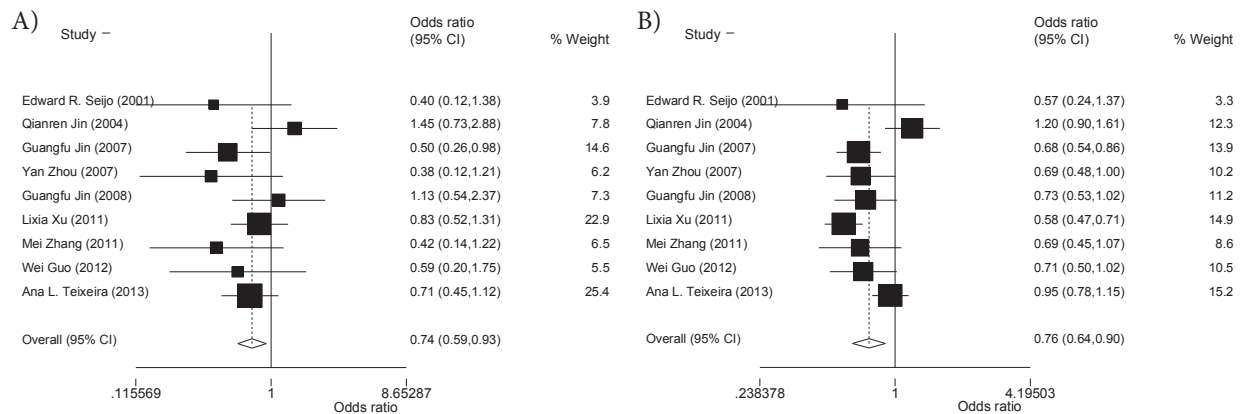 A)
Study
Odds ratio
(95% CI)
% Weight
Edward R. Seijo (2001) 0.40 (0.12,1.38) 3.9
Qianren Jin (2004) 1.45 (0.73,2.88) 7.8
Guangfu Jin (2007) 0.50 (0.26,0.98) 14.6
Yan Zhou (2007) 0.38 (0.12,1.21) 6.2
Guangfu Jin (2008) 1.13 (0.54,2.37) 7.3
Lixia Xu (2011) 0.83 (0.52,1.31) 22.9
Mei Zhang (2011) 0.42 (0.14,1.22) 6.5
Wei Guo (2012) 0.59 (0.20,1.75) 5.5
Ana L. Teixeira (2013) 0.71 (0.45,1.12) 25.4
Overall (95% CI) 0.74 (0.59,0.93)
.115569 1 8.65287
Odds ratio
B)
Study
Odds ratio
(95% CI)
% Weight
Edward R. Seijo (2001) 0.57 (0.24,1.37) 3.3
Qianren Jin (2004) 1.20 (0.90,1.61) 12.3
Guangfu Jin (2007) 0.68 (0.54,0.86) 13.9
Yan Zhou (2007) 0.69 (0.48,1.00) 10.2
Guangfu Jin (2008) 0.73 (0.53,1.02) 11.2
Lixia Xu (2011) 0.58 (0.47,0.71) 14.9
Mei Zhang (2011) 0.69 (0.45,1.07) 8.6
Wei Guo (2012) 0.71 (0.50,1.02) 10.5
Ana L. Teixeira (2013) 0.95 (0.78,1.15) 15.2
Overall (95% CI) 0.76 (0.64,0.90)
.238378 1 4.19503
Odds ratio